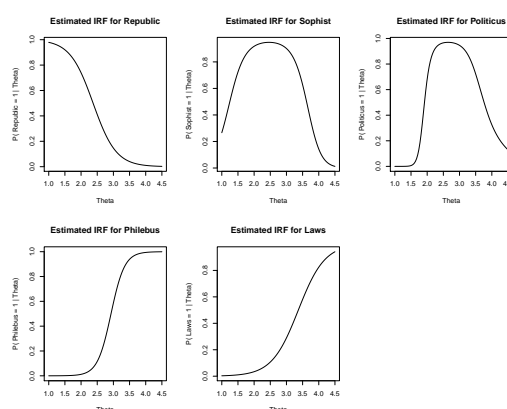 Estimated IRF for Republic
P( Republic = 1 | Theta)
0.0 0.2 0.4 0.6 0.8 1.0
1.0 1.5 2.0 2.5 3.0 3.5 4.0 4.5
Theta
Estimated IRF for Sophist
P( Sophist = 1 | Theta)
0.0 0.2 0.4 0.6 0.8
1.0 1.5 2.0 2.5 3.0 3.5 4.0 4.5
Theta
Estimated IRF for Politicus
P( Politicus = 1 | Theta)
0.0 0.2 0.4 0.6 0.8 1.0
1.0 1.5 2.0 2.5 3.0 3.5 4.0 4.5
Theta
Estimated IRF for Philebus
P( Philebus = 1 | Theta)
0.0 0.2 0.4 0.6 0.8 1.0
1.0 1.5 2.0 2.5 3.0 3.5 4.0 4.5
Theta
Estimated IRF for Laws
P( Laws = 1 | Theta)
0.0 0.2 0.4 0.6 0.8
1.0 1.5 2.0 2.5 3.0 3.5 4.0 4.5
Theta